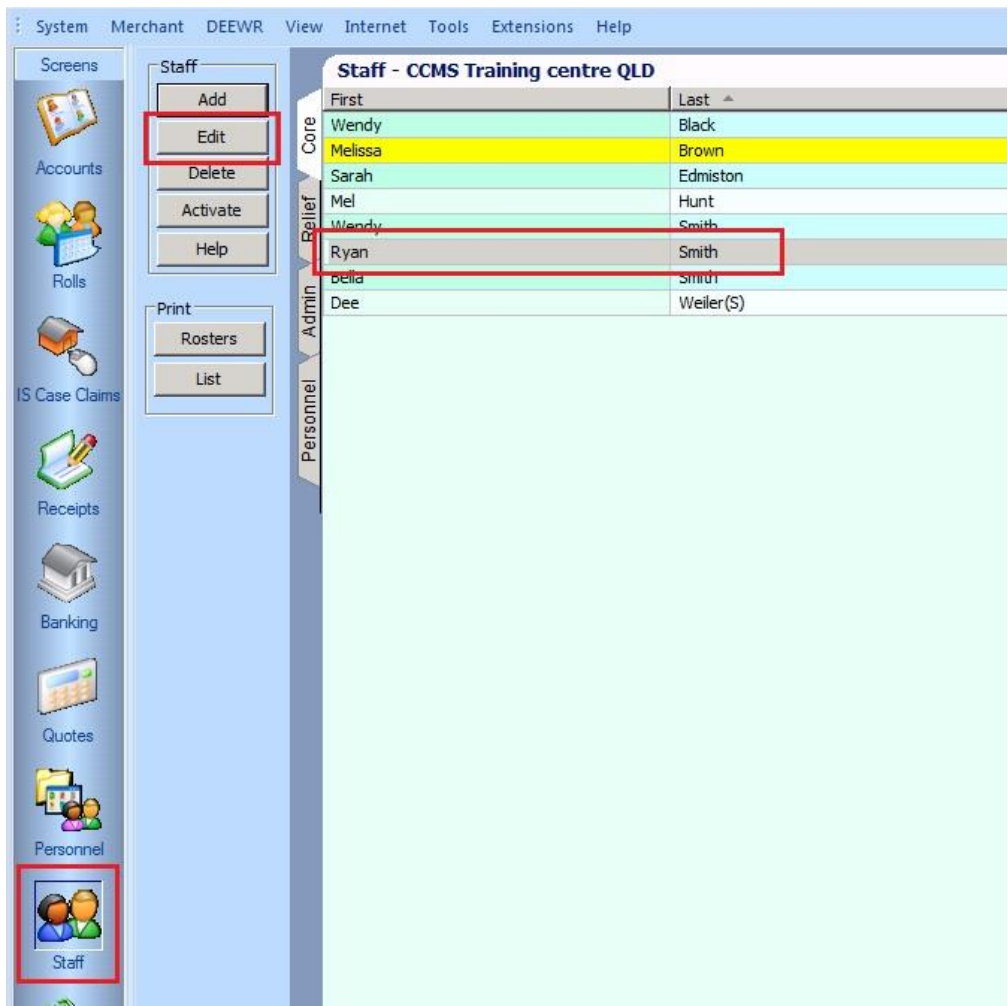 System Merchant DEEWR View Internet Tools Extensions Help
Screens
Accounts
Rolls
IS Case Claims
Receipts
Banking
Quotes
Personnel
Staff
Staff
Add
Edit
Delete
Activate
Help
Print
Rosters
List
Core
Relief
Admin
Personnel
Staff - CCMS Training centre QLD
First Last
Wendy Black
Melissa Brown
Sarah Edmiston
Mel Hunt
Wendy Smith
Ryan Smith
Bella Smith
Dee Weiler(S)